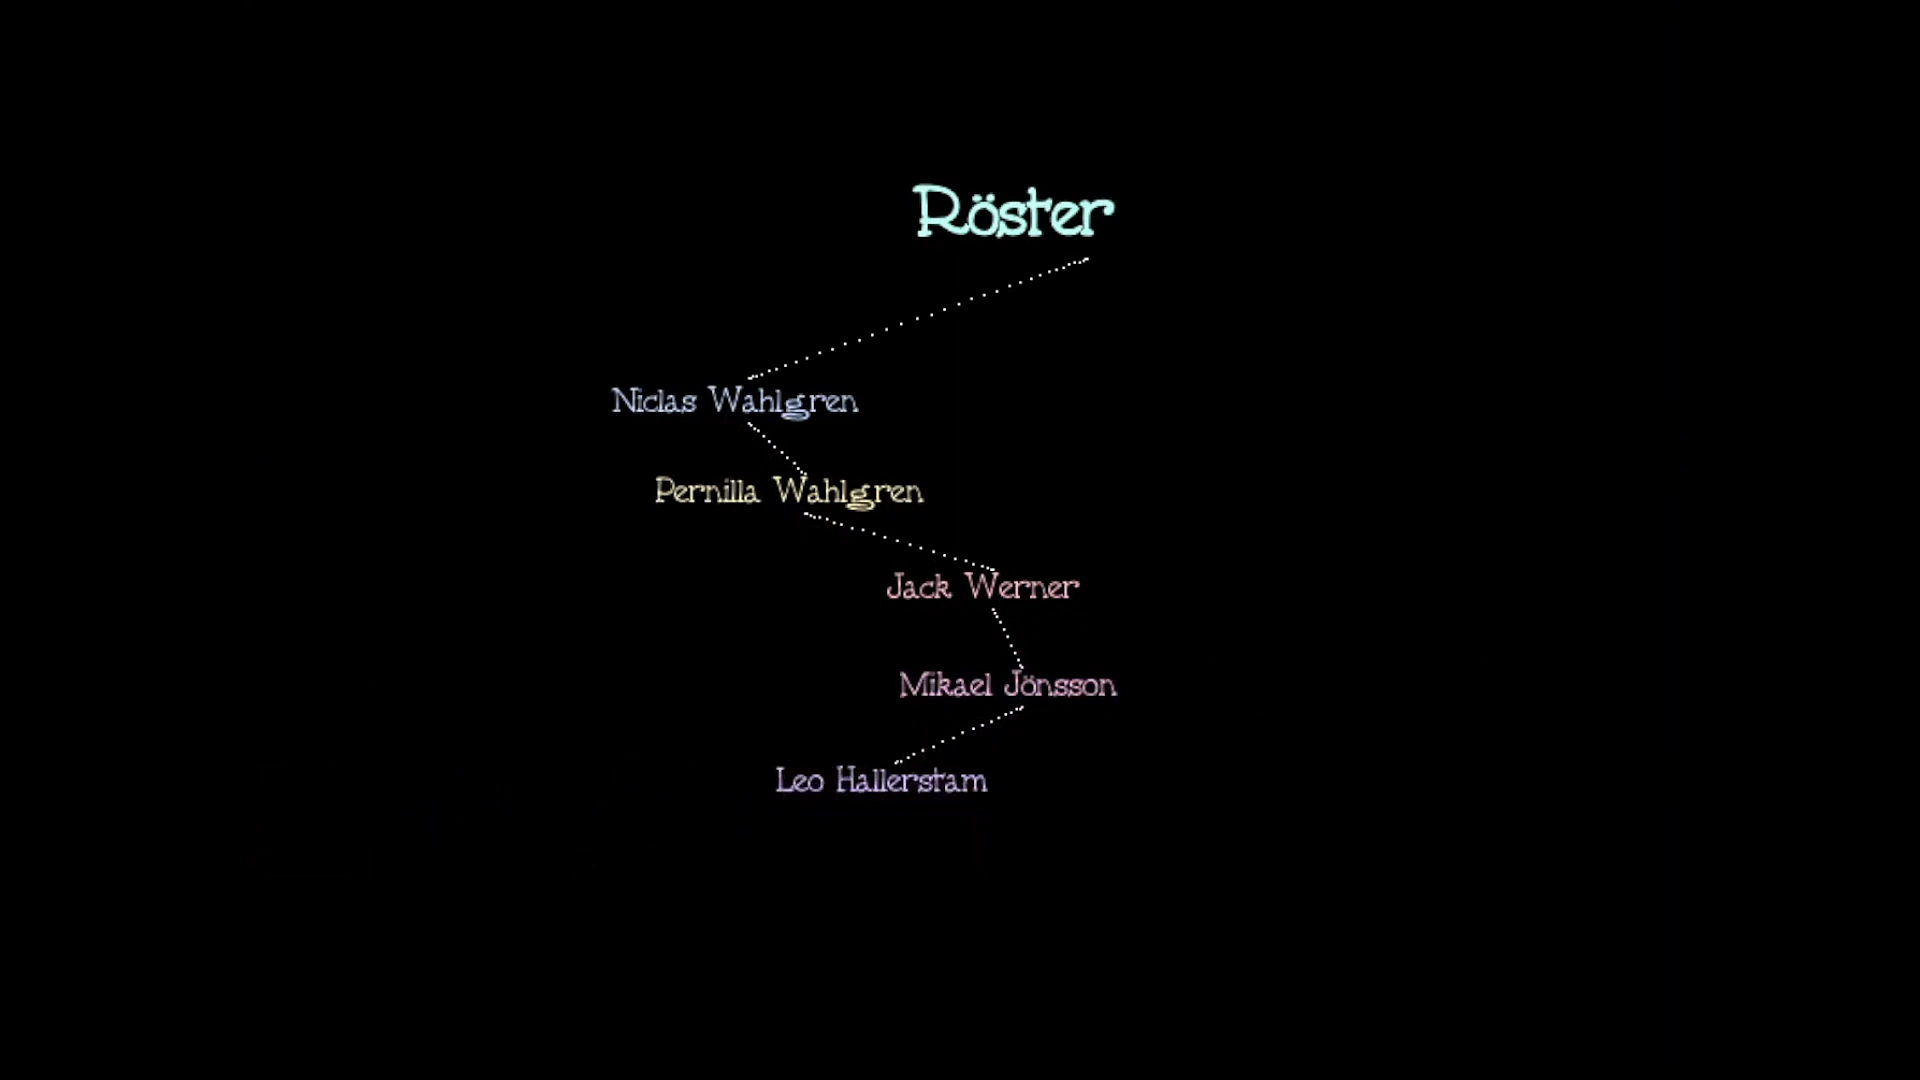 Röster
Niclas Wahlgren
Pernilla Wahlgren
Jack Werner
Mikael Jönsson
Leo Hallerstam